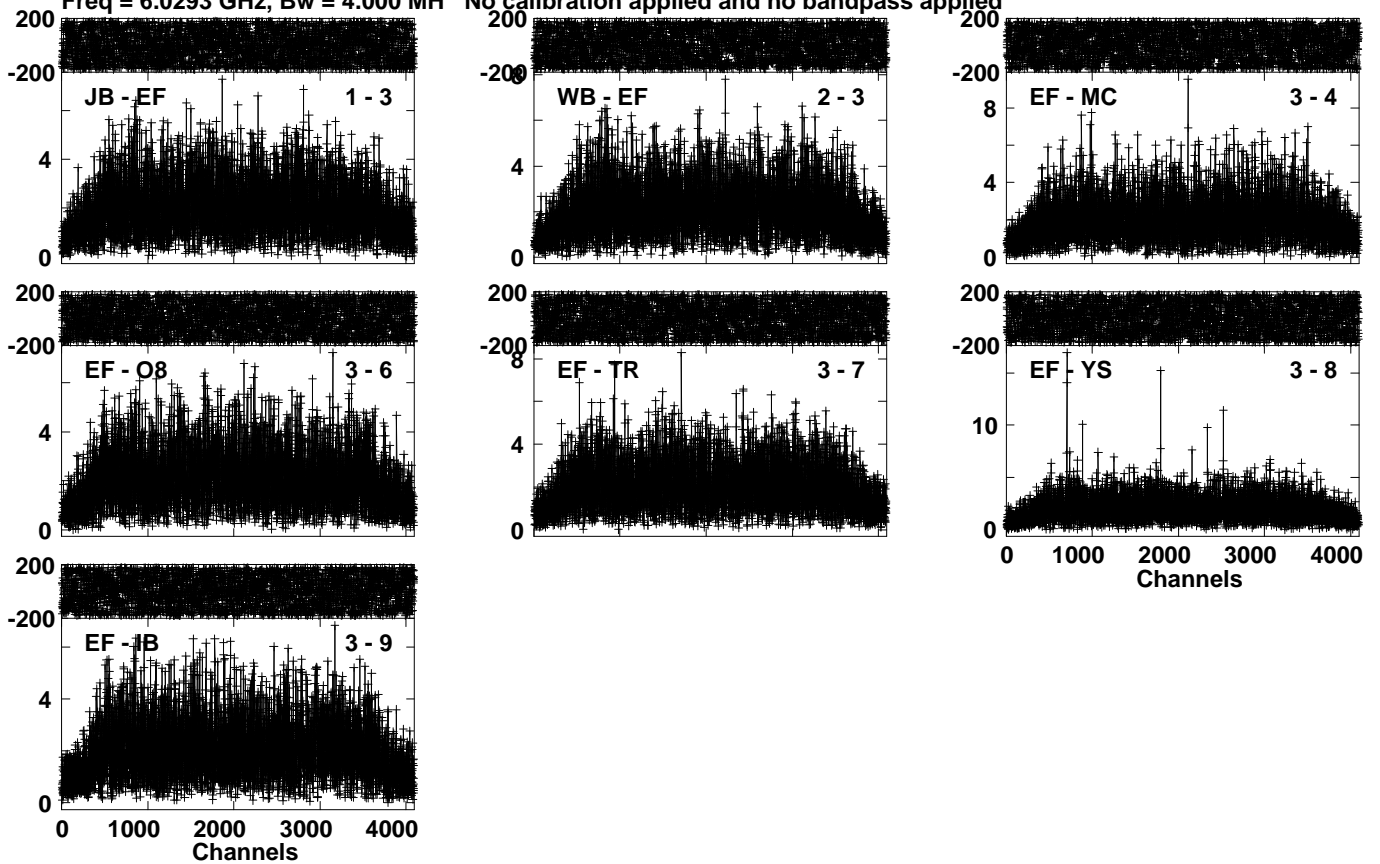 Freq = 6.0293 GHz, Bw = 4.000 MH No calibration applied and no bandpass applied
200
-200
JB - EF 1 - 3
4
0
200
-200
8
WB - EF 2 - 3
4
0
200
-200
8
EF - MC 3 - 4
4
0
200
-200
EF - O8 3 - 6
4
0
200
-200
8
EF - TR 3 - 7
4
0
200
-200
EF - YS 3 - 8
10
0
0 1000 2000 3000 4000
Channels
200
-200
EF - IB 3 - 9
4
0
0 1000 2000 3000 4000
Channels